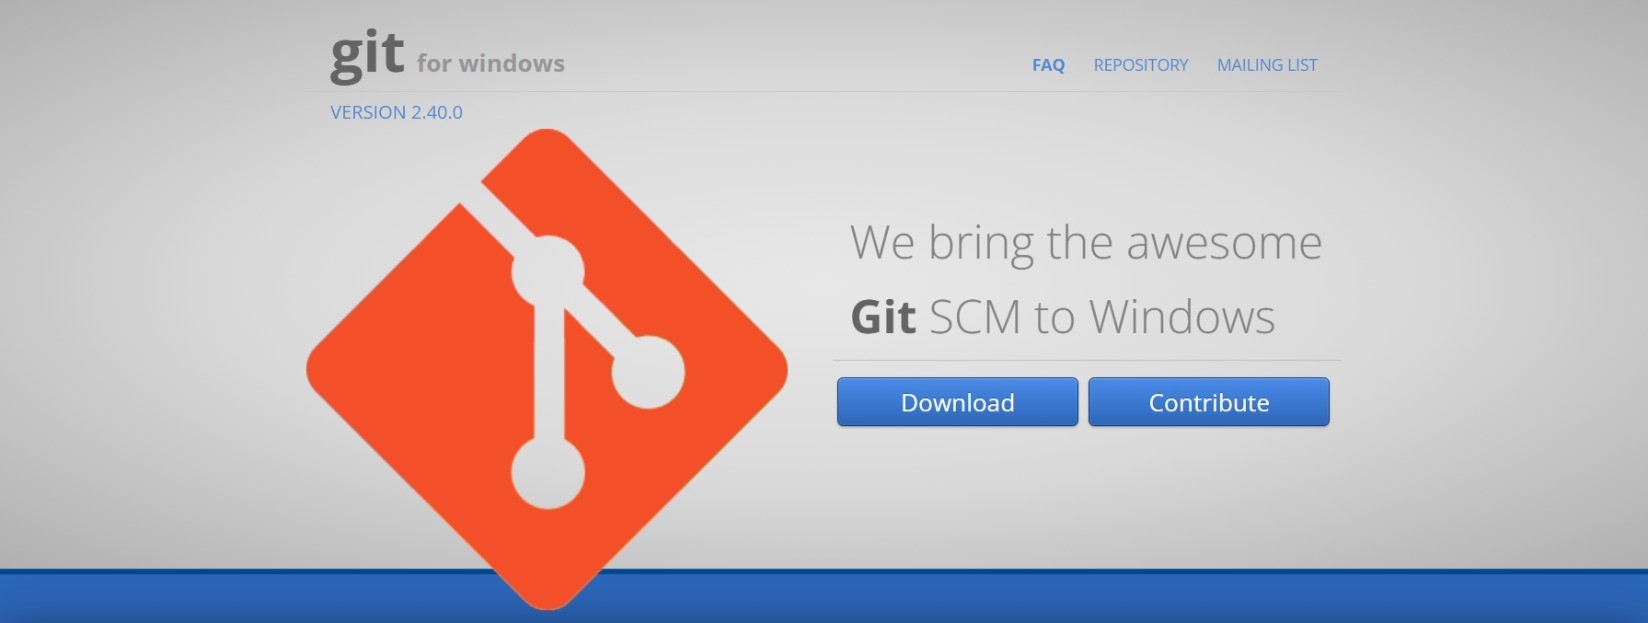 git for windows
FAQ REPOSITORY MAILING LIST
VERSION 2.40.0
We bring the awesome
Git SCM to Windows
Download Contribute